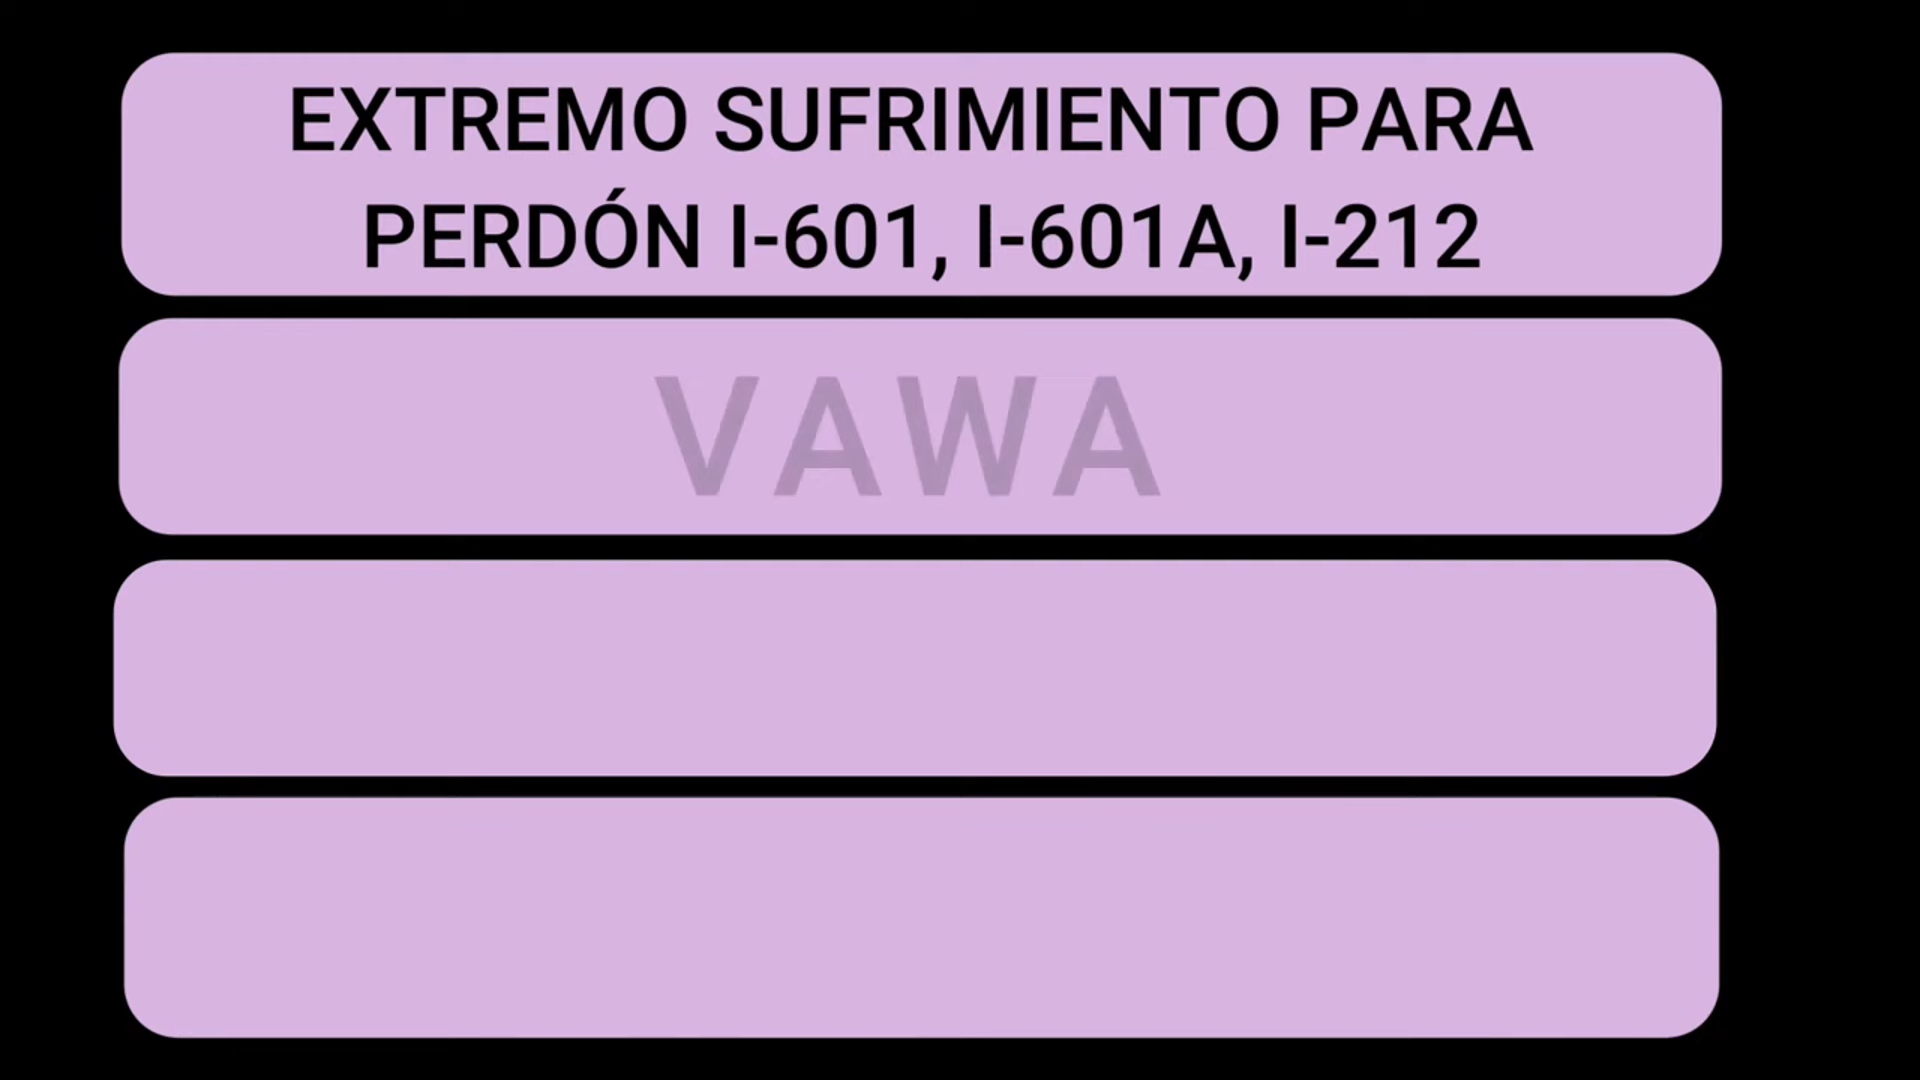 EXTREMO SUFRIMIENTO PARA
PERDÓN I-601, I-601A, I-212
VAWA